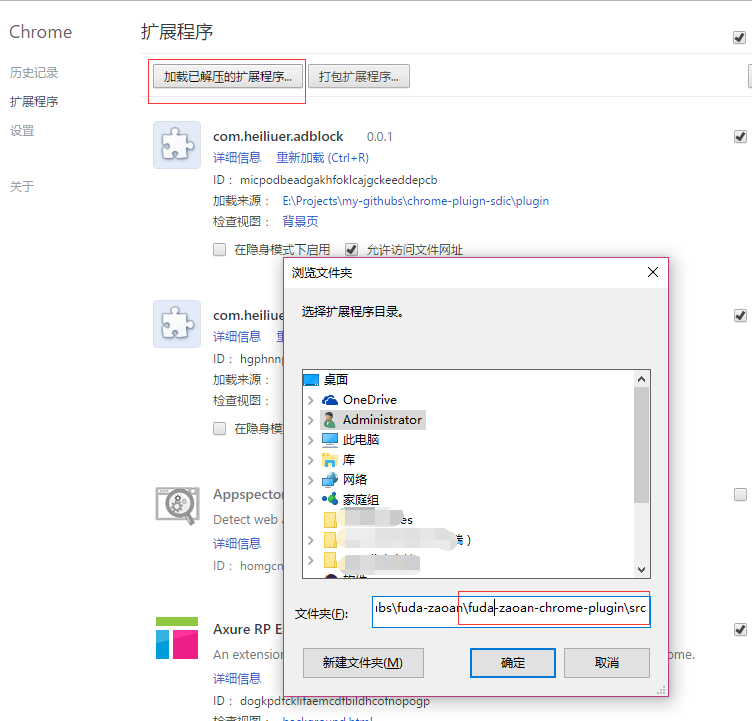 Chrome
扩展程序
历史记录
扩展程序
设置
关于
加载已解压的扩展程序...
打包扩展程序...
com.heiliuer.adblock 0.0.1
详细信息 重新加载 (Ctrl+R)
ID： micpodbeadgakhfoklcajgckeeddepcb
加载来源： E:\Projects\my-githubs\chrome-pluign-sdic\plugin
检查视图： 背景页
在隐身模式下启用 允许访问文件网址
com.heiliue
详细信息
ID： hgphnn
加载来源：
检查视图：
在隐身模
Appspecto
Detect web
详细信息
ID： homgcn
Axure RP E
An extension
ome.
详细信息
ID： dogkpdfcklifaemcdfbildhcofnopogp
检查视图： background.html
浏览文件夹
选择扩展程序目录。
桌面
OneDrive
Administrator
此电脑
库
网络
家庭组
es
端）
软件
文件夹(F): ubs\fuda-zaoan\fuda-zaoan-chrome-plugin\src
新建文件夹(M)
确定
取消